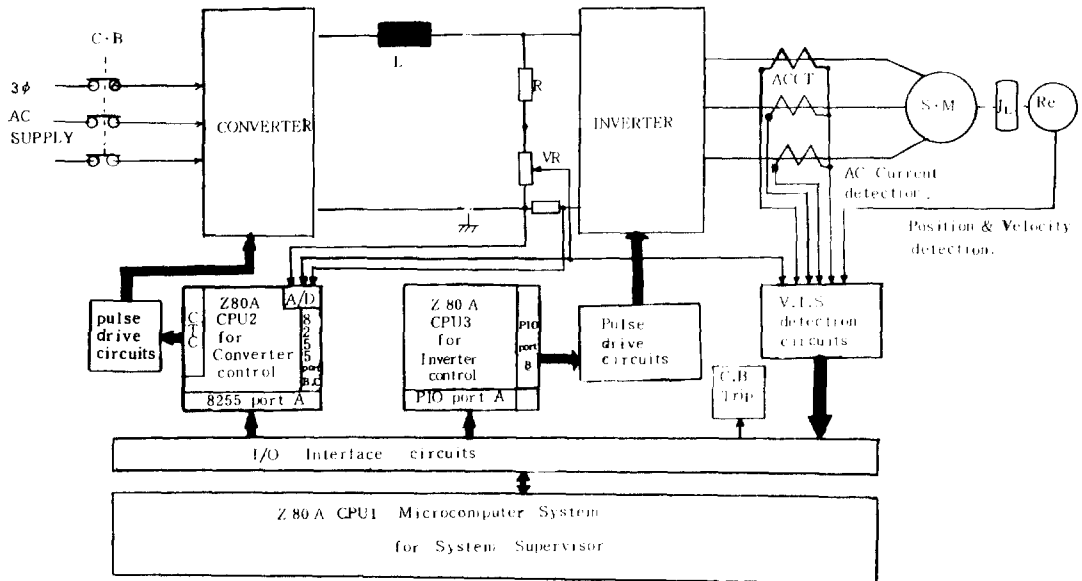 C·B
3ϕ
AC
SUPPLY
CONVERTER
L
R
VR
INVERTER
ACCT
S·M
JL
Re
AC Current
detection.
Position & Velocity
detection.
pulse
drive
circuits
CTC
Z80A
CPU2
for
Converter
control
A/D
8255
port
B.C
8255 port A
Z 80 A
CPU3
for
Inverter
control
PIO
port
B
PIO port A
Pulse
drive
circuits
V.I.S
detection
circuits
C.B
Trip
I/O Interface circuits
Z 80 A CPU1 Microcomputer System
for System Supervisor